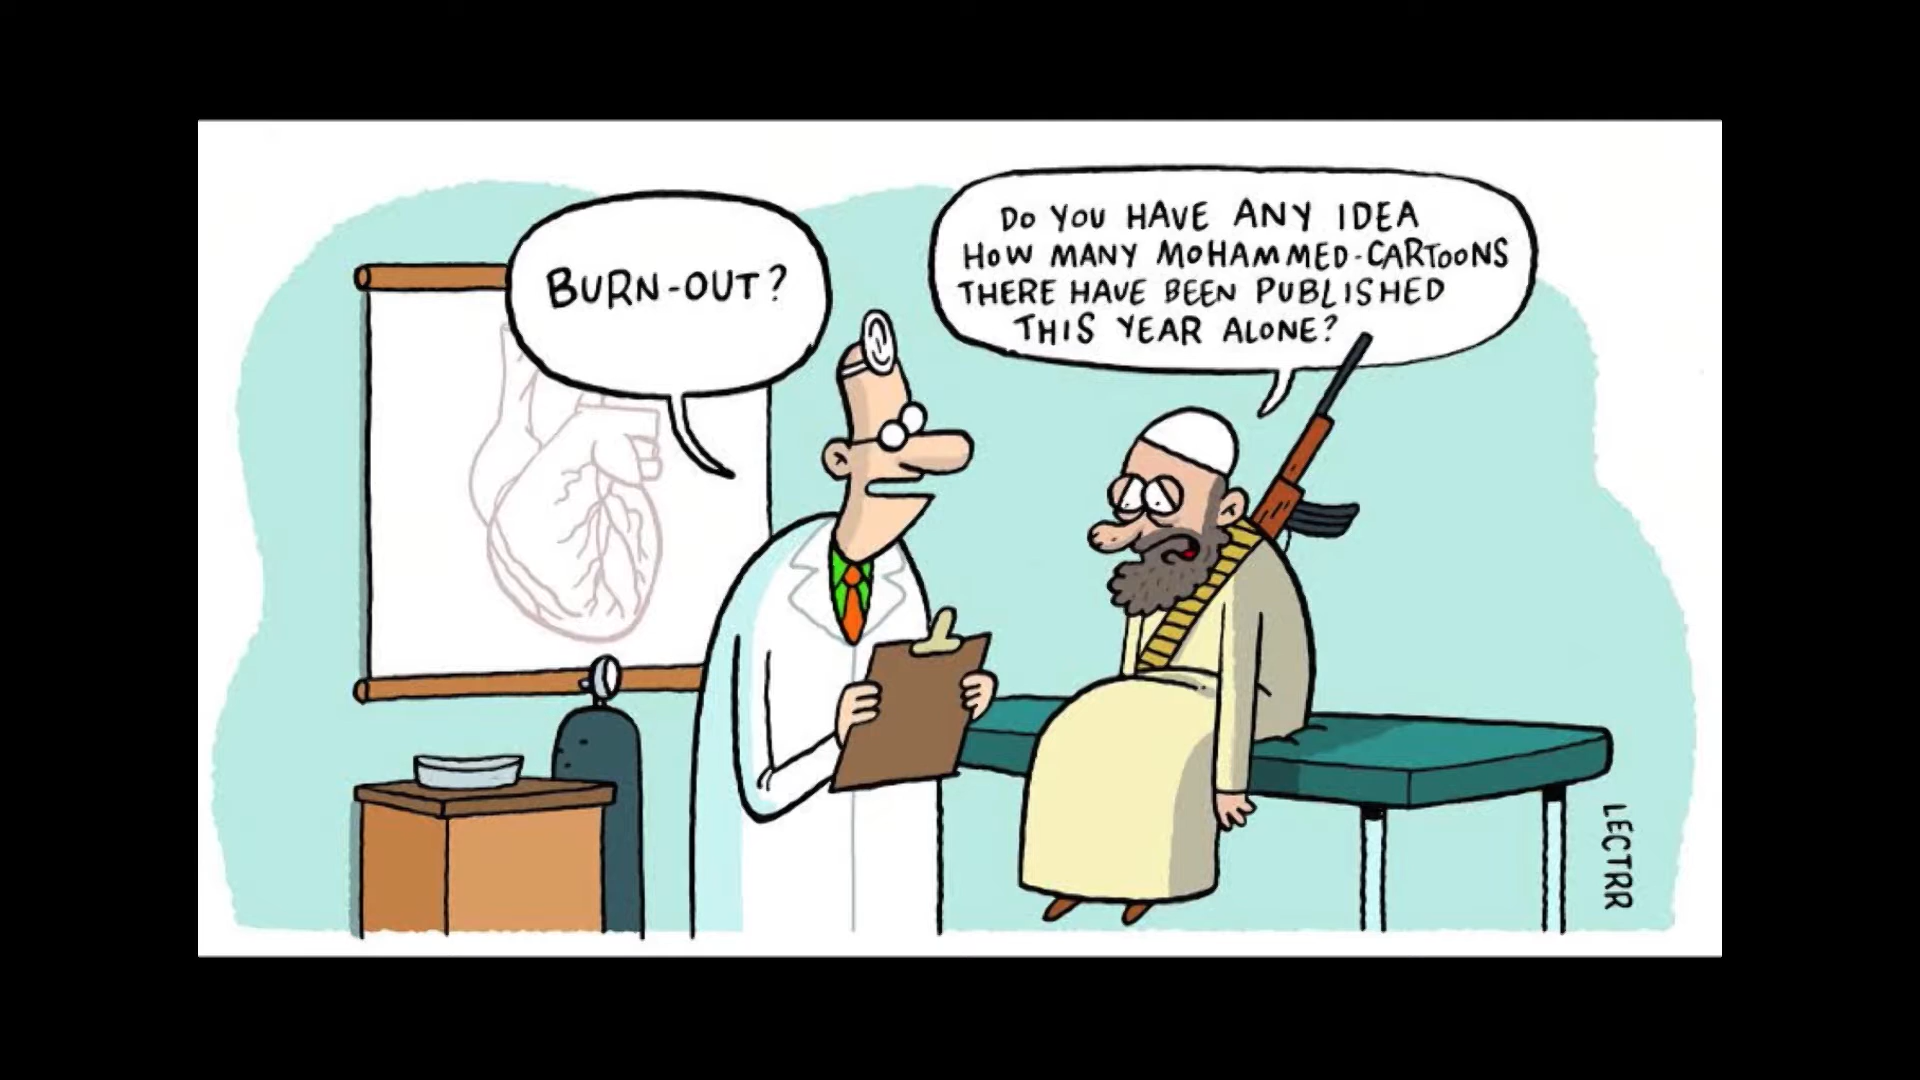 BURN-OUT?
DO YOU HAVE ANY IDEA
HOW MANY MOHAMMED-CARTOONS
THERE HAVE BEEN PUBLISHED
THIS YEAR ALONE?
LECTRR